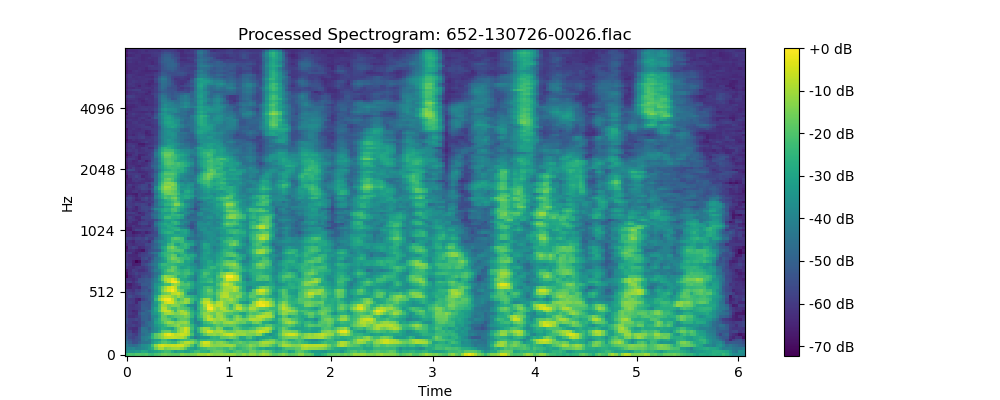 Processed Spectrogram: 652-130726-0026.flac
Hz
4096
2048
1024
512
0
0 1 2 3 4 5 6
Time
+0 dB
-10 dB
-20 dB
-30 dB
-40 dB
-50 dB
-60 dB
-70 dB